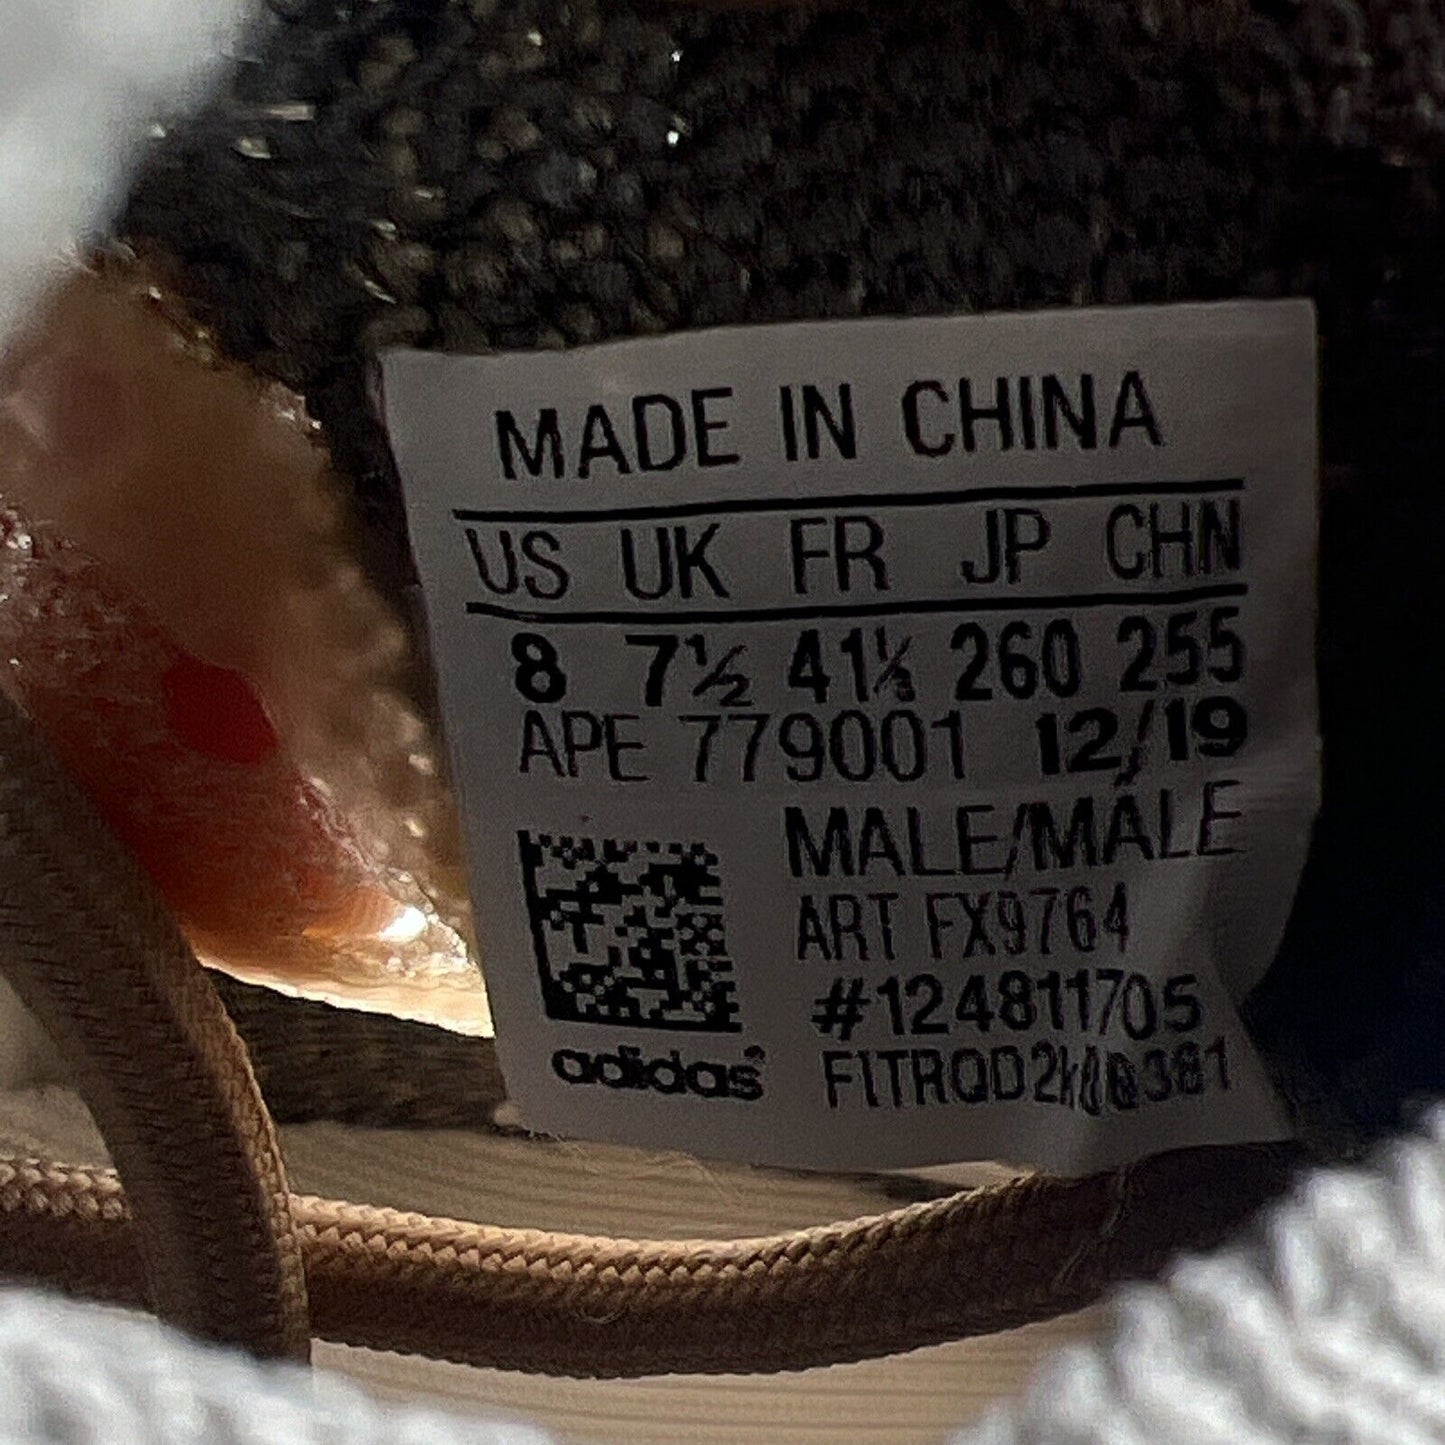 MADE IN CHINA
US UK FR JP CHN
8 7½ 41⅓ 260 255
APE 779001 12/19
MALE/MÂLE
ART FX9764
#124811705
adidas®